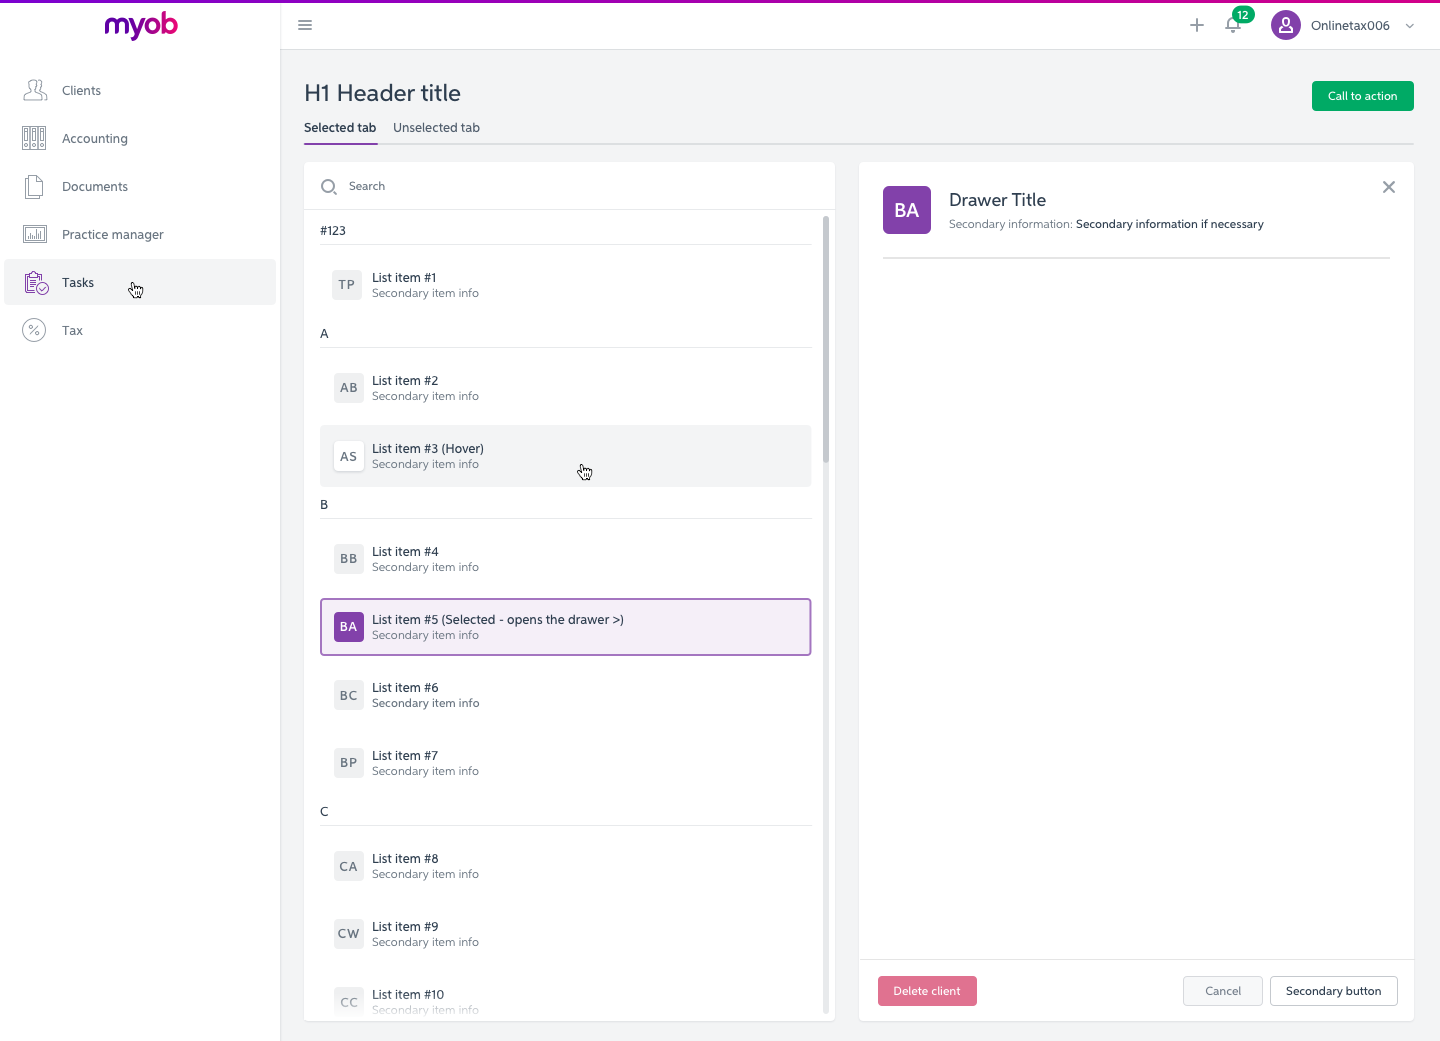 myob
12
Onlinetax006
Clients
Accounting
Documents
Practice manager
Tasks
Tax
H1 Header title
Call to action
Selected tab
Unselected tab
Search
#123
TP
List item #1
Secondary item info
A
AB
List item #2
Secondary item info
AS
List item #3 (Hover)
Secondary item info
B
BB
List item #4
Secondary item info
BA
List item #5 (Selected - opens the drawer >)
Secondary item info
BC
List item #6
Secondary item info
BP
List item #7
Secondary item info
C
CA
List item #8
Secondary item info
CW
List item #9
Secondary item info
CC
List item #10
Secondary item info
BA
Drawer Title
Secondary information: Secondary information if necessary
Delete client
Cancel
Secondary button